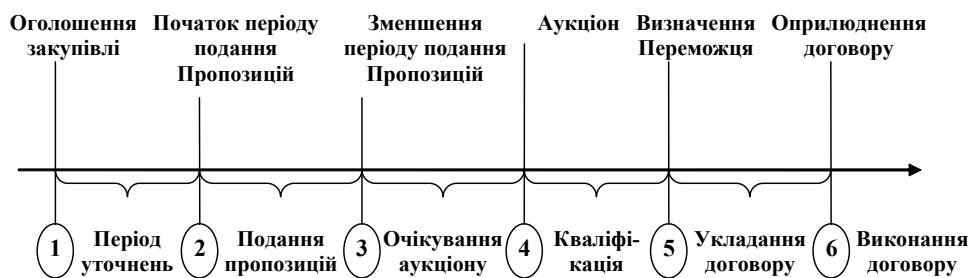 Оголошення
закупівлі
Початок періоду
подання
Пропозицій
Зменшення
періоду подання
Пропозицій
Аукціон
Визначення
Переможця
Оприлюднення
договору
1
Період
уточнень
2
Подання
пропозицій
3
Очікування
аукціону
4
Кваліфі-
кація
5
Укладання
договору
6
Виконання
договору